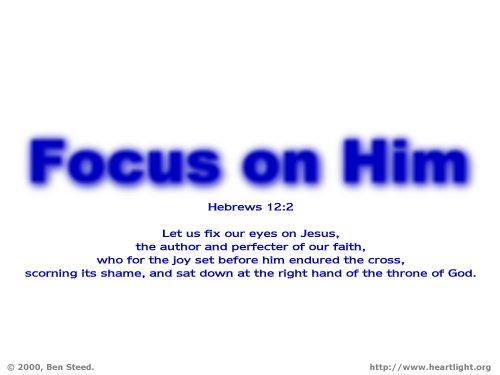 Focus on Him
Hebrews 12:2
Let us fix our eyes on Jesus,
the author and perfecter of our faith,
who for the joy set before him endured the cross,
scorning its shame, and sat down at the right hand of the throne of God.
© 2000, Ben Steed.
http://www.heartlight.org